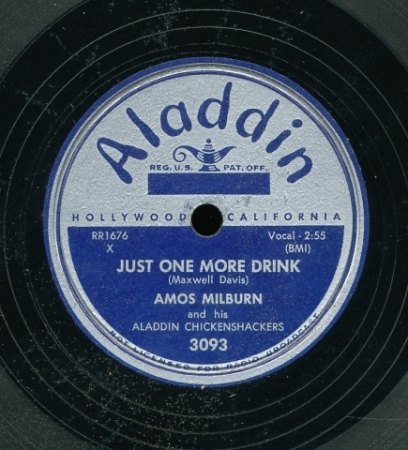 Aladdin
REG. U.S. PAT. OFF.
HOLLYWOOD CALIFORNIA
RR1676 Vocal - 2:55
X (BMI)
JUST ONE MORE DRINK
(Maxwell Davis)
AMOS MILBURN
and his
ALADDIN CHICKENSHACKERS
3093
NOT LICENSED FOR RADIO BROADCAST